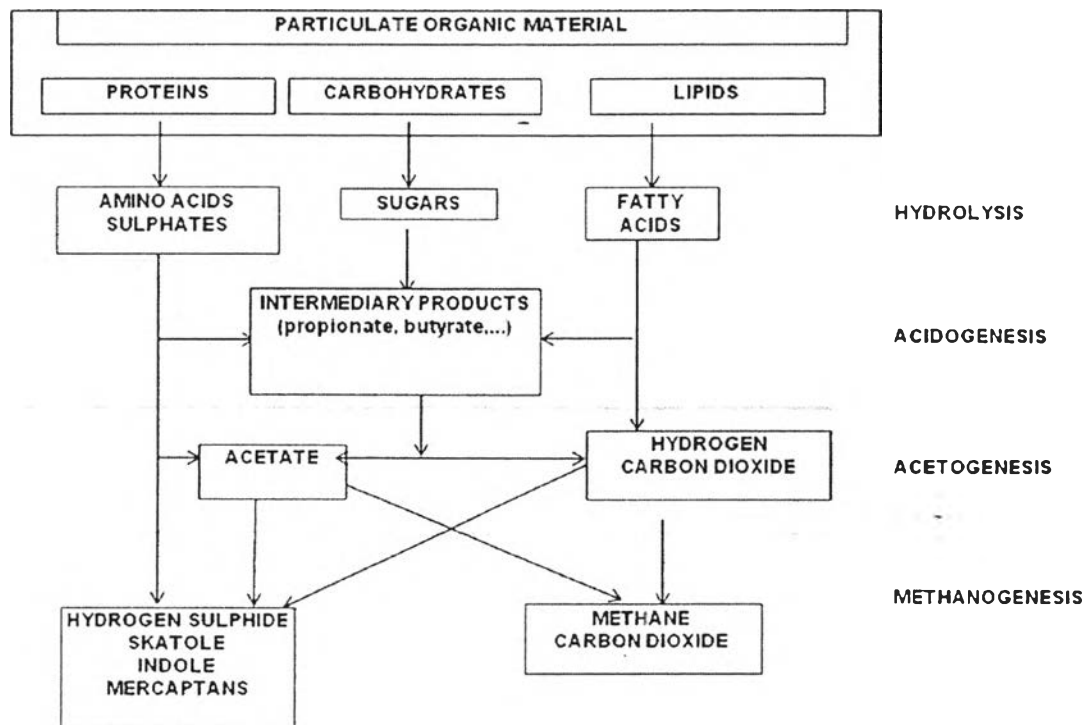 PARTICULATE ORGANIC MATERIAL
PROTEINS
CARBOHYDRATES
LIPIDS
AMINO ACIDS
SULPHATES
SUGARS
FATTY
ACIDS
HYDROLYSIS
INTERMEDIARY PRODUCTS
(propionate, butyrate,...)
ACIDOGENESIS
ACETATE
HYDROGEN
CARBON DIOXIDE
ACETOGENESIS
METHANOGENESIS
HYDROGEN SULPHIDE
SKATOLE
INDOLE
MERCAPTANS
METHANE
CARBON DIOXIDE